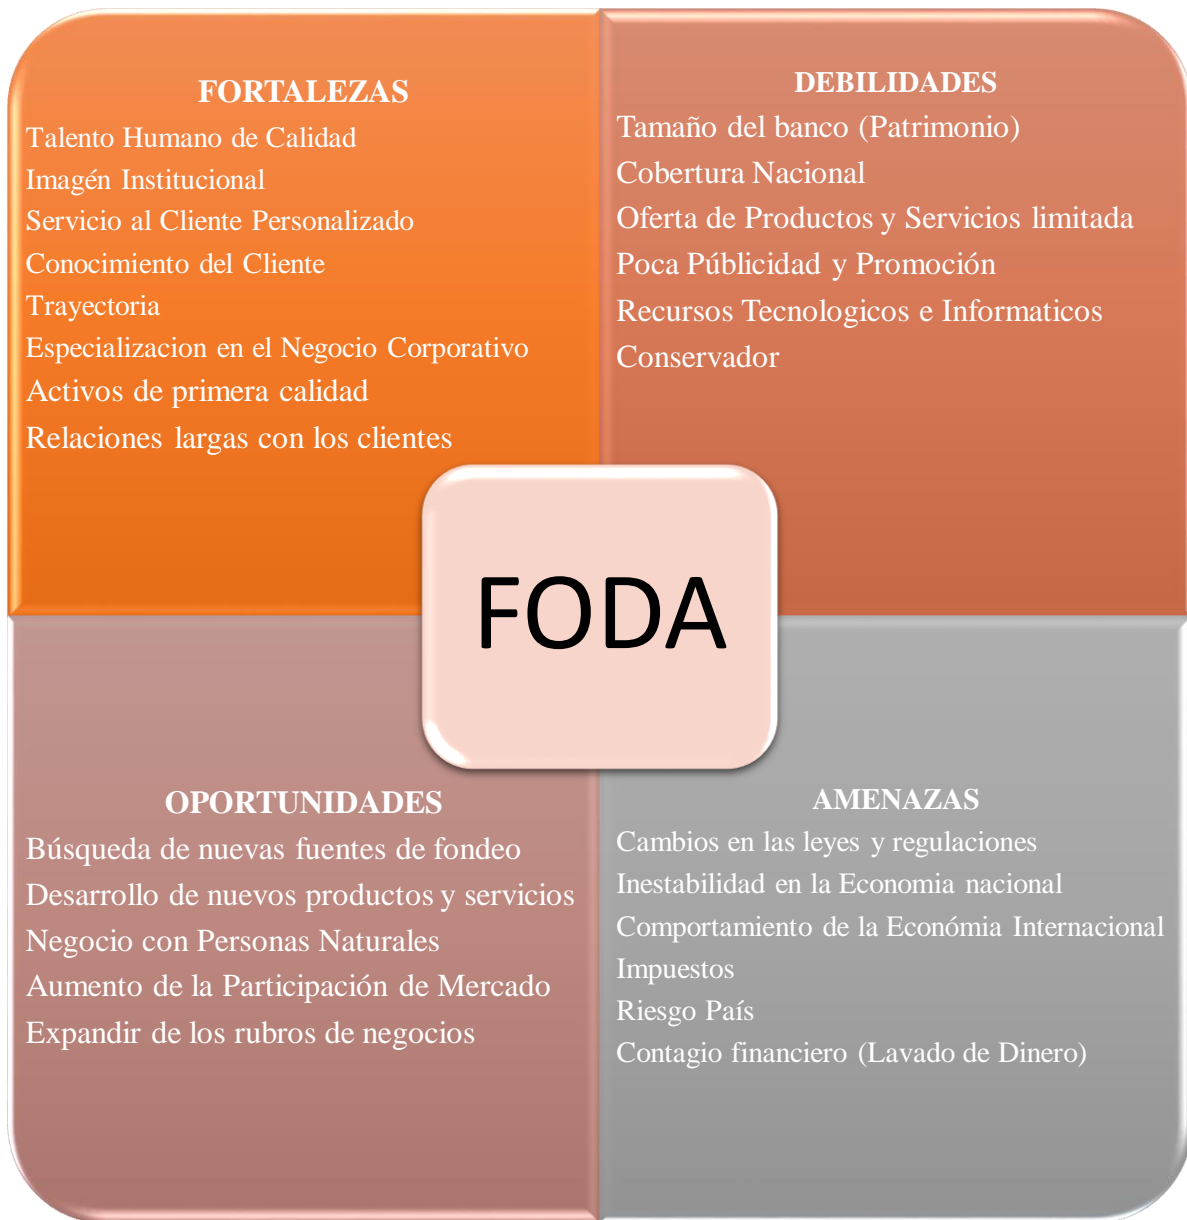 FORTALEZAS
Talento Humano de Calidad
Imagén Institucional
Servicio al Cliente Personalizado
Conocimiento del Cliente
Trayectoria
Especializacion en el Negocio Corporativo
Activos de primera calidad
Relaciones largas con los clientes
DEBILIDADES
Tamaño del banco (Patrimonio)
Cobertura Nacional
Oferta de Productos y Servicios limitada
Poca Públicidad y Promoción
Recursos Tecnologicos e Informaticos
Conservador
FODA
OPORTUNIDADES
Búsqueda de nuevas fuentes de fondeo
Desarrollo de nuevos productos y servicios
Negocio con Personas Naturales
Aumento de la Participación de Mercado
Expandir de los rubros de negocios
AMENAZAS
Cambios en las leyes y regulaciones
Inestabilidad en la Economia nacional
Comportamiento de la Económia Internacional
Impuestos
Riesgo País
Contagio financiero (Lavado de Dinero)